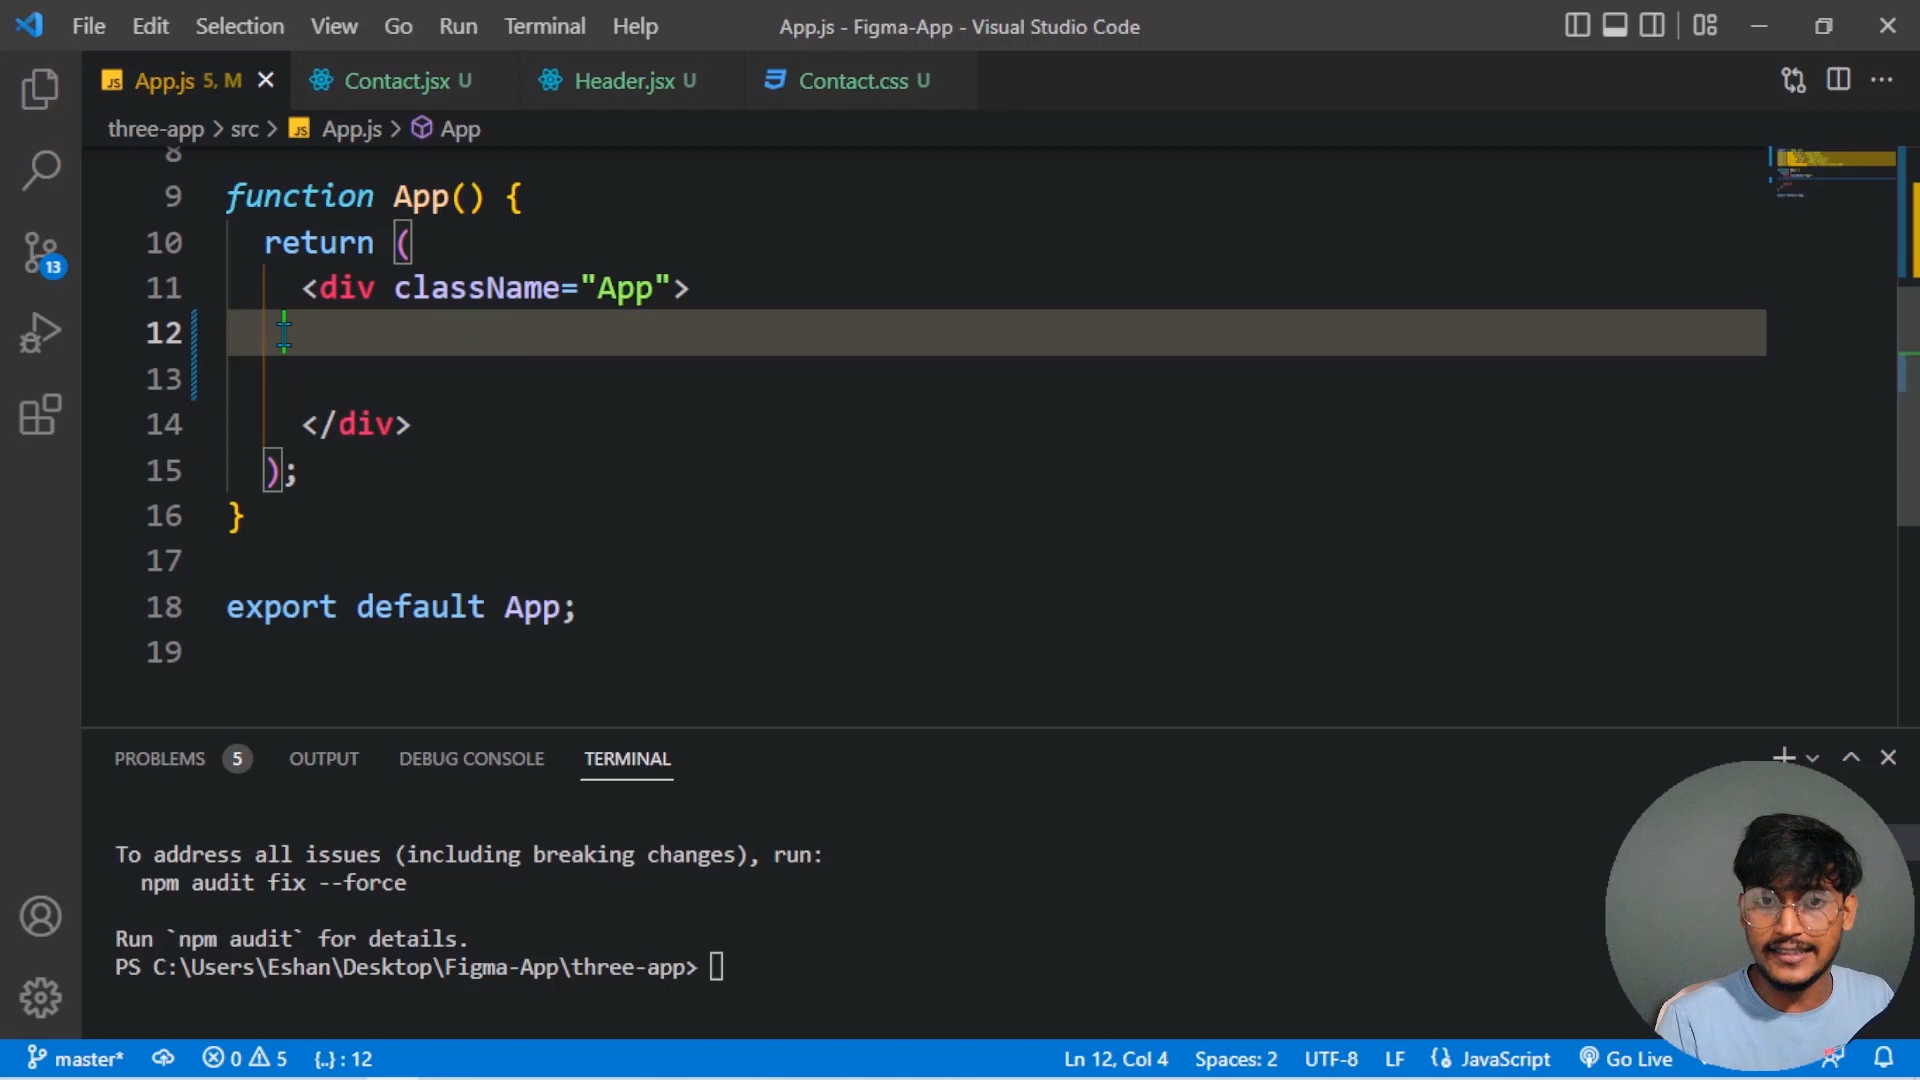 File Edit Selection View Go Run Terminal Help App.js - Figma-App - Visual Studio Code
JS App.js 5, M Contact.jsx U Header.jsx U Contact.css U
three-app > src > JS App.js > App
8
9 function App() {
10 return (
11 <div className="App">
12
13
14 </div>
15 );
16 }
17
18 export default App;
19
13
PROBLEMS 5 OUTPUT DEBUG CONSOLE TERMINAL
To address all issues (including breaking changes), run:
npm audit fix --force
Run `npm audit` for details.
PS C:\Users\Eshan\Desktop\Figma-App\three-app>
master* 0 5 {..} : 12 Ln 12, Col 4 Spaces: 2 UTF-8 LF JavaScript Go Live